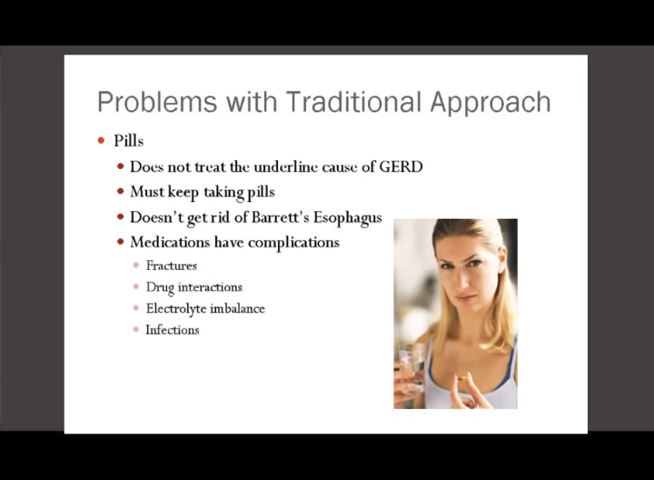 Problems with Traditional Approach
Pills
Does not treat the underline cause of GERD
Must keep taking pills
Doesn't get rid of Barrett's Esophagus
Medications have complications
Fractures
Drug interactions
Electrolyte imbalance
Infections